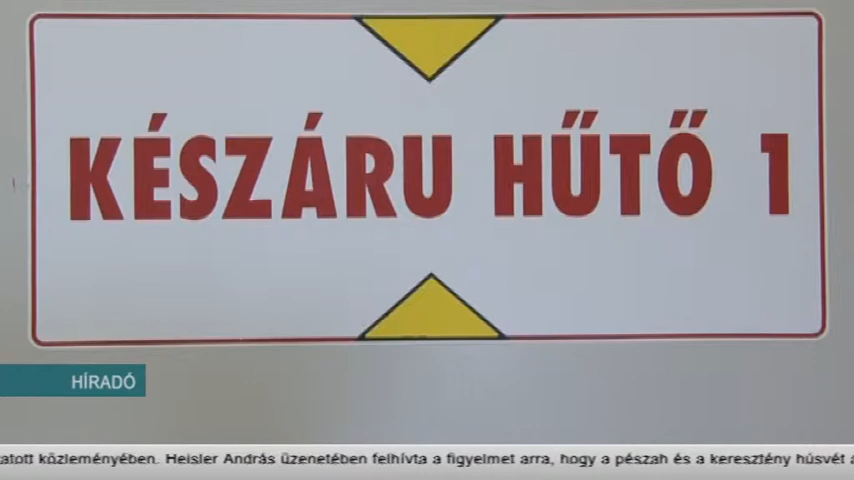 KÉSZÁRU HŰTŐ 1
HÍRADÓ
közleményében. Heisler András üzenetében felhívta a figyelmet arra, hogy a pészah és a keresztény húsvét